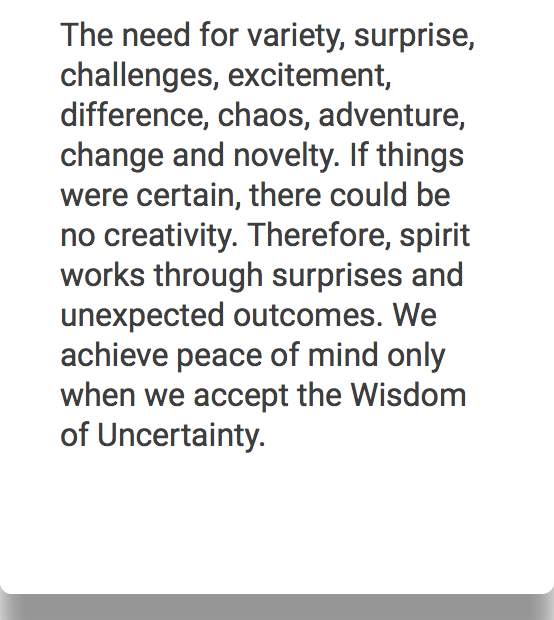 The need for variety, surprise,
challenges, excitement,
difference, chaos, adventure,
change and novelty. If things
were certain, there could be
no creativity. Therefore, spirit
works through surprises and
unexpected outcomes. We
achieve peace of mind only
when we accept the Wisdom
of Uncertainty.